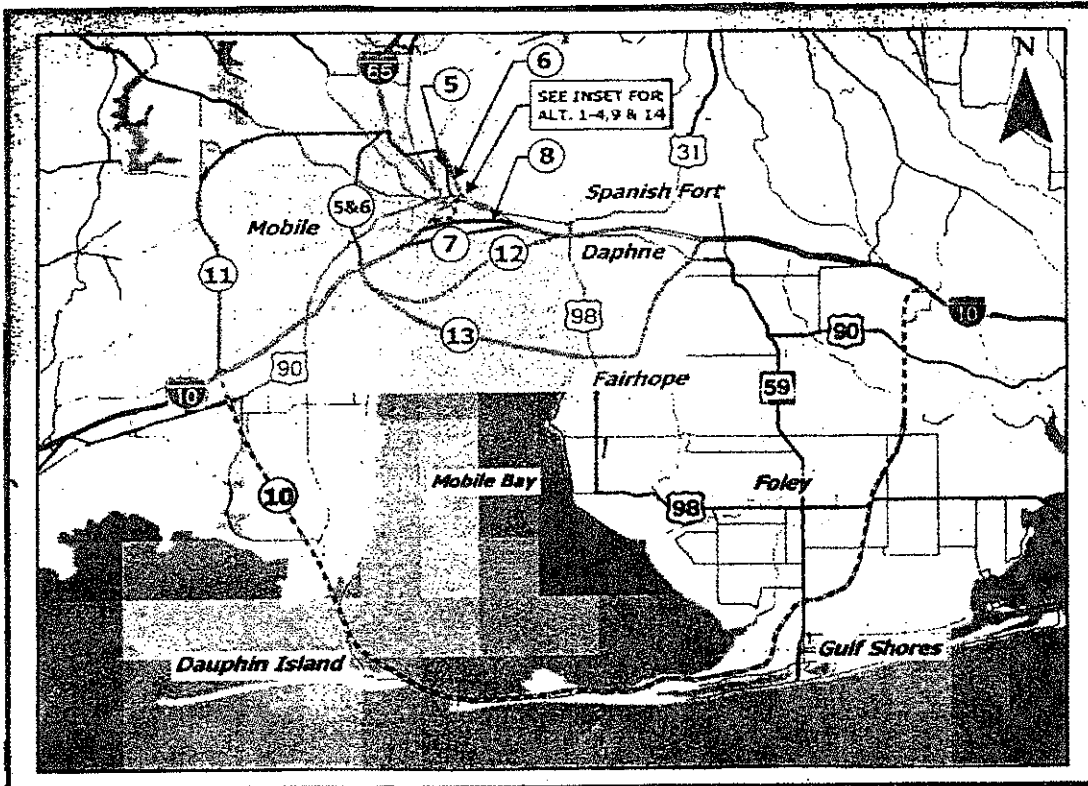 N
65
5
6
SEE INSET FOR
ALT. 1-4,9 & 14
31
8
Spanish Fort
5&6
Mobile
7
12
Daphne
11
98
10
13
90
90
Fairhope
59
10
Mobile Bay
Foley
10
98
Dauphin Island
Gulf Shores